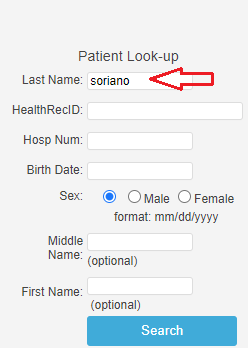 Patient Look-up
Last Name: soriano
HealthRecID:
Hosp Num:
Birth Date:
Sex: Male Female
format: mm/dd/yyyy
Middle
Name:
(optional)
First Name:
(optional)
Search